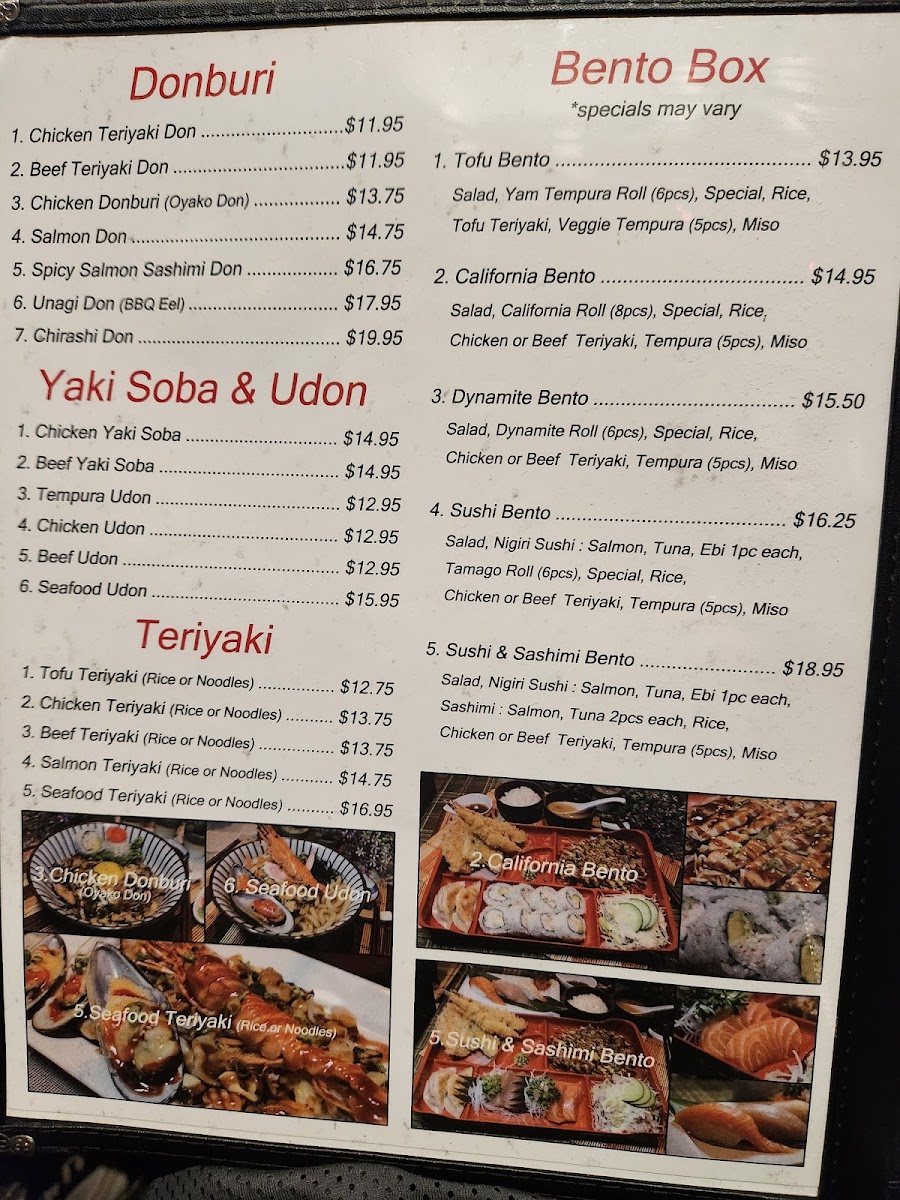 Donburi
1. Chicken Teriyaki Don ............................. $11.95
2. Beef Teriyaki Don ................................... $11.95
3. Chicken Donburi (Oyako Don) .................. $13.75
4. Salmon Don ........................................... $14.75
5. Spicy Salmon Sashimi Don ................... $16.75
6. Unagi Don (BBQ Eel) ............................... $17.95
7. Chirashi Don .......................................... $19.95
Yaki Soba & Udon
1. Chicken Yaki Soba ............................... $14.95
2. Beef Yaki Soba ..................................... $14.95
3. Tempura Udon ...................................... $12.95
4. Chicken Udon ....................................... $12.95
5. Beef Udon ............................................. $12.95
6. Seafood Udon ....................................... $15.95
Teriyaki
1. Tofu Teriyaki (Rice or Noodles) ................ $12.75
2. Chicken Teriyaki (Rice or Noodles) .......... $13.75
3. Beef Teriyaki (Rice or Noodles) ................ $13.75
4. Salmon Teriyaki (Rice or Noodles) ........... $14.75
5. Seafood Teriyaki (Rice or Noodles) .......... $16.95
3.Chicken Donburi
(Oyako Don)
6. Seafood Udon
5.Seafood Teriyaki (Rice or Noodles)
Bento Box
*specials may vary
1. Tofu Bento ............................................... $13.95
Salad, Yam Tempura Roll (6pcs), Special, Rice,
Tofu Teriyaki, Veggie Tempura (5pcs), Miso
2. California Bento ...................................... $14.95
Salad, California Roll (8pcs), Special, Rice,
Chicken or Beef Teriyaki, Tempura (5pcs), Miso
3. Dynamite Bento ...................................... $15.50
Salad, Dynamite Roll (6pcs), Special, Rice,
Chicken or Beef Teriyaki, Tempura (5pcs), Miso
4. Sushi Bento ............................................ $16.25
Salad, Nigiri Sushi : Salmon, Tuna, Ebi 1pc each,
Tamago Roll (6pcs), Special, Rice,
Chicken or Beef Teriyaki, Tempura (5pcs), Miso
5. Sushi & Sashimi Bento .......................... $18.95
Salad, Nigiri Sushi : Salmon, Tuna, Ebi 1pc each,
Sashimi : Salmon, Tuna 2pcs each, Rice,
Chicken or Beef Teriyaki, Tempura (5pcs), Miso
2.California Bento
5.Sushi & Sashimi Bento